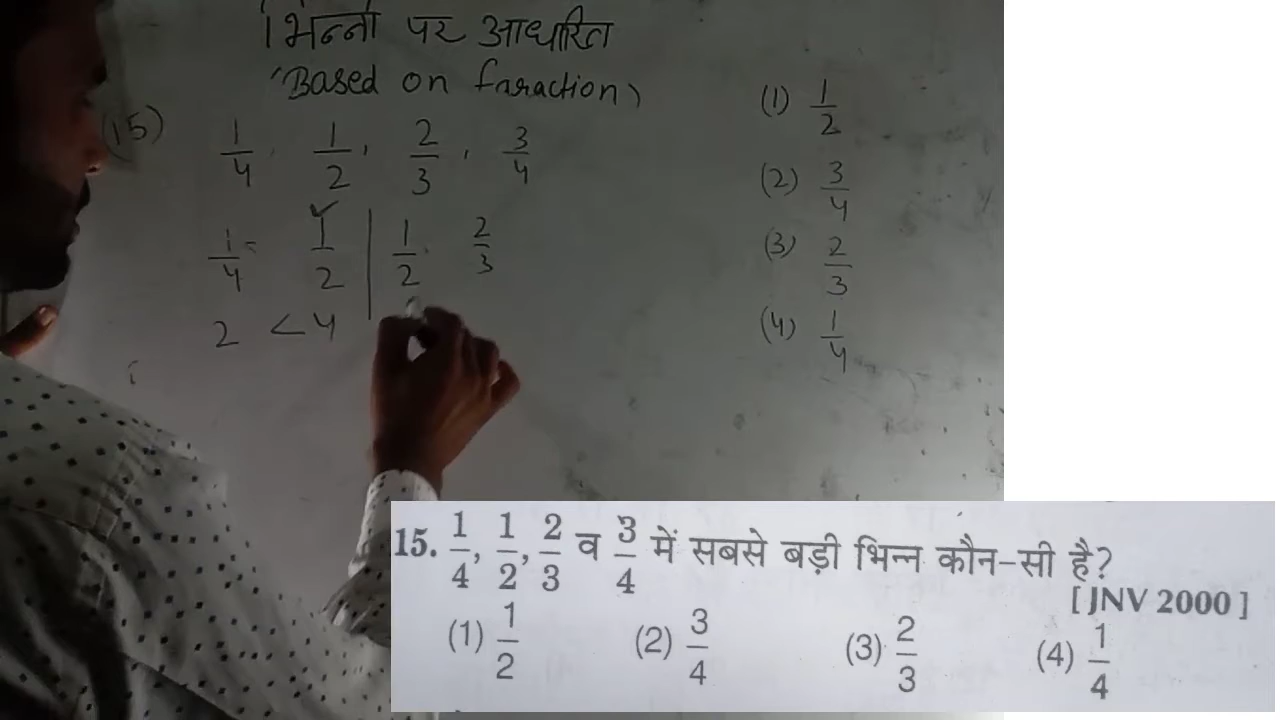 भिन्नों पर आधारित
(Based on faraction)
(15) 1/4, 1/2, 2/3, 3/4
1/4, 1/2 ✓ | 1/2, 2/3
2 < 4
(1) 1/2
(2) 3/4
(3) 2/3
(4) 1/4
15. 1/4, 1/2, 2/3 व 3/4 में सबसे बड़ी भिन्न कौन-सी है?
[JNV 2000]
(1) 1/2 (2) 3/4 (3) 2/3 (4) 1/4